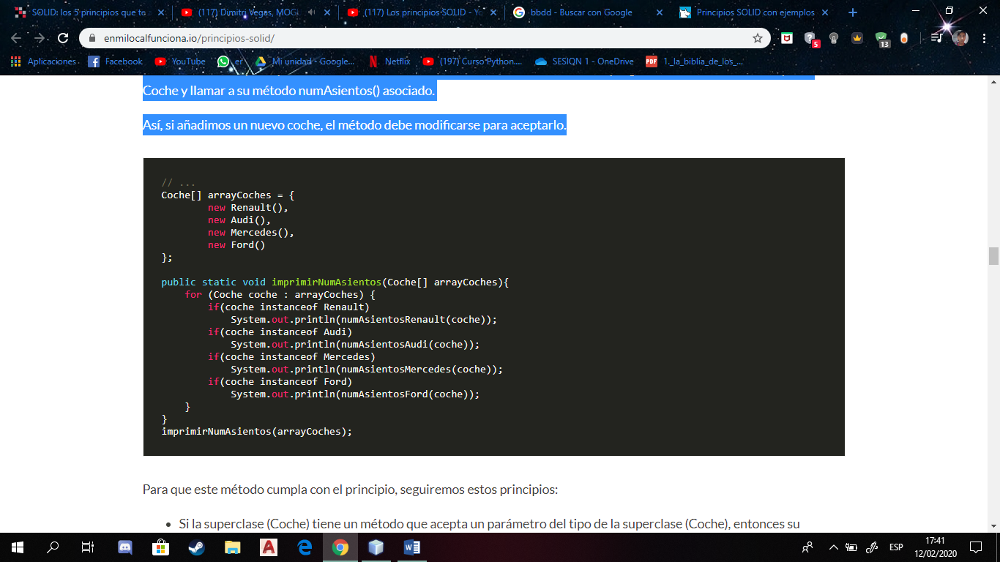 SOLID: los 5 principios que te a
(117) Dimitri Vegas, MOG
(117) Los principios SOLID - Yo
bbdd - Buscar con Google
Principios SOLID con ejemplos
enmilocalfunciona.io/principios-solid/
5
13
Aplicaciones
Facebook
YouTube
er
Mi unidad - Google...
Netflix
(197) Curso Python....
SESION 1 - OneDrive
PDF
1._la_biblia_de_los_...
Coche y llamar a su método numAsientos() asociado.
Así, si añadimos un nuevo coche, el método debe modificarse para aceptarlo.
// ...
Coche[] arrayCoches = {
        new Renault(),
        new Audi(),
        new Mercedes(),
        new Ford()
};
public static void imprimirNumAsientos(Coche[] arrayCoches){
    for (Coche coche : arrayCoches) {
        if(coche instanceof Renault)
            System.out.println(numAsientosRenault(coche));
        if(coche instanceof Audi)
            System.out.println(numAsientosAudi(coche));
        if(coche instanceof Mercedes)
            System.out.println(numAsientosMercedes(coche));
        if(coche instanceof Ford)
            System.out.println(numAsientosFord(coche));
    }
}
imprimirNumAsientos(arrayCoches);
Para que este método cumpla con el principio, seguiremos estos principios:
• Si la superclase (Coche) tiene un método que acepta un parámetro del tipo de la superclase (Coche), entonces su
ESP
17:41
12/02/2020